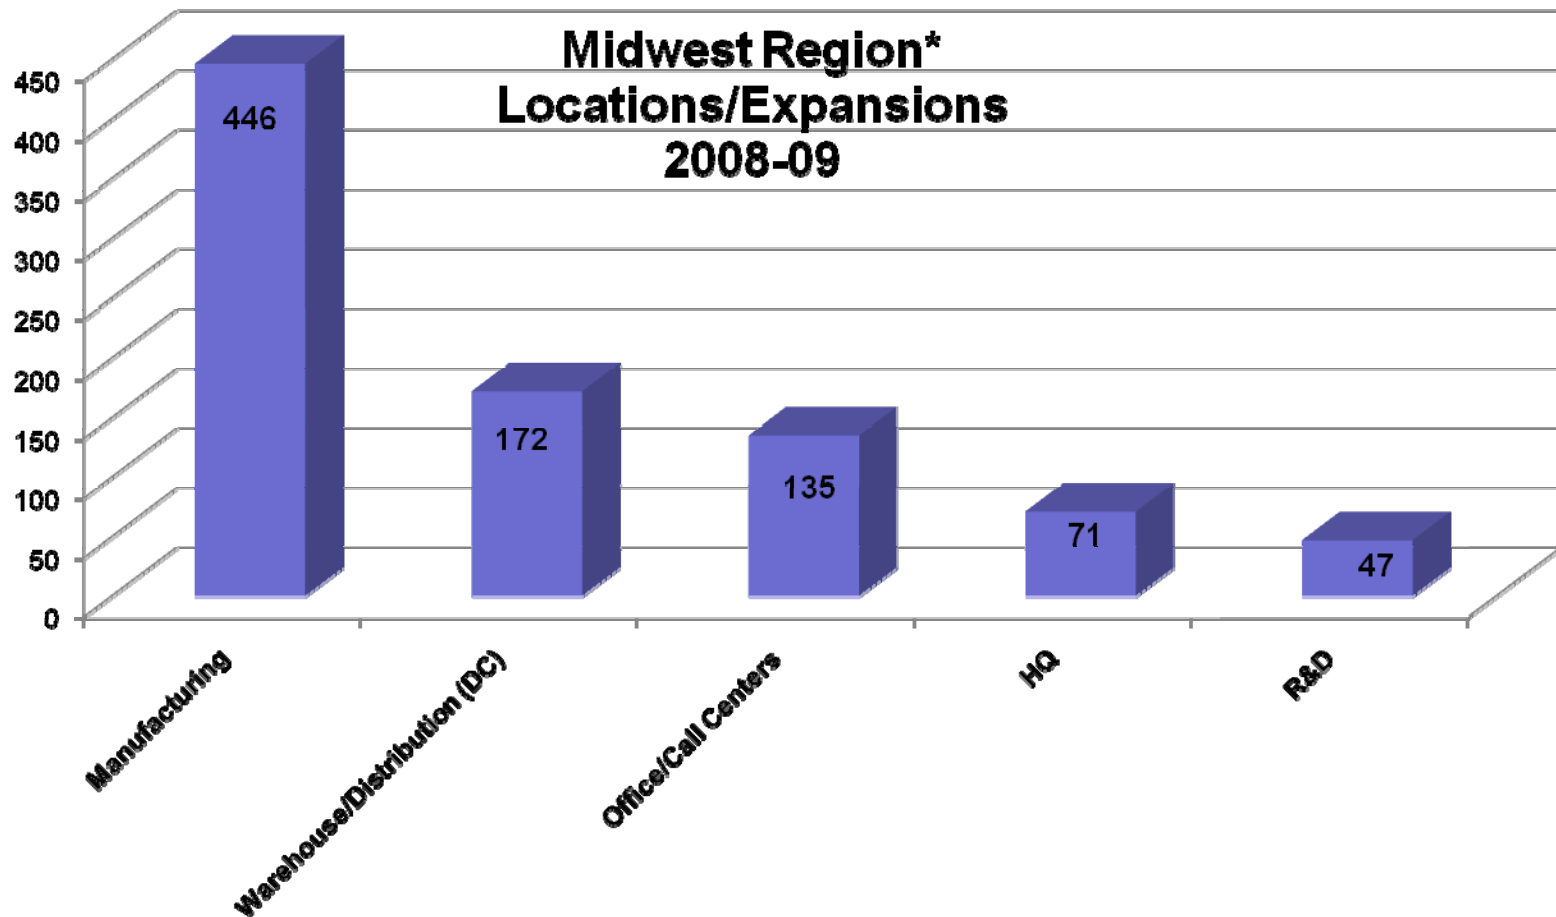 Midwest Region*
Locations/Expansions
2008-09
450
400
350
300
250
200
150
100
50
0
446
172
135
71
47
Manufacturing
Warehouse/Distribution (DC)
Office/Call Centers
HQ
R&D